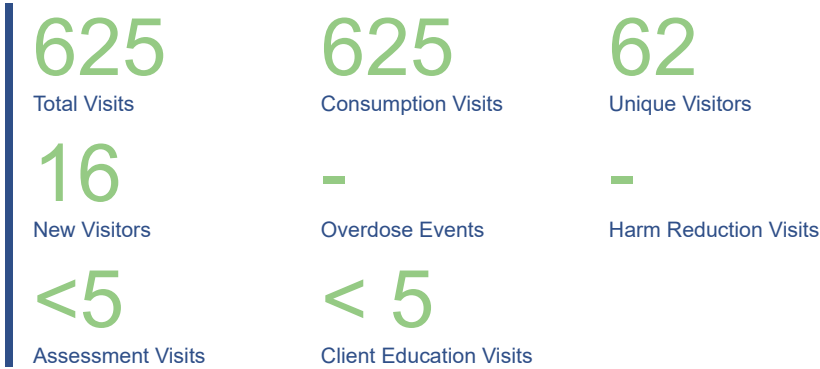 625 625 62
Total Visits Consumption Visits Unique Visitors
16 - -
New Visitors Overdose Events Harm Reduction Visits
<5 < 5
Assessment Visits Client Education Visits